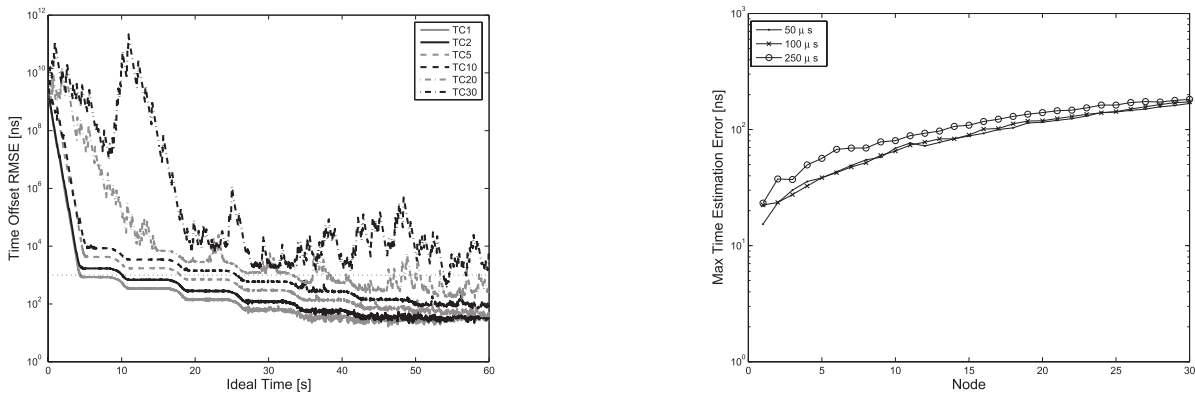 10^12
10^10
10^8
10^6
10^4
10^2
10^0
Time Offset RMSE [ns]
TC1
TC2
TC5
TC10
TC20
TC30
0 10 20 30 40 50 60
Ideal Time [s]
10^3
10^2
10^1
10^0
Max Time Estimation Error [ns]
50 μ s
100 μ s
250 μ s
0 5 10 15 20 25 30
Node